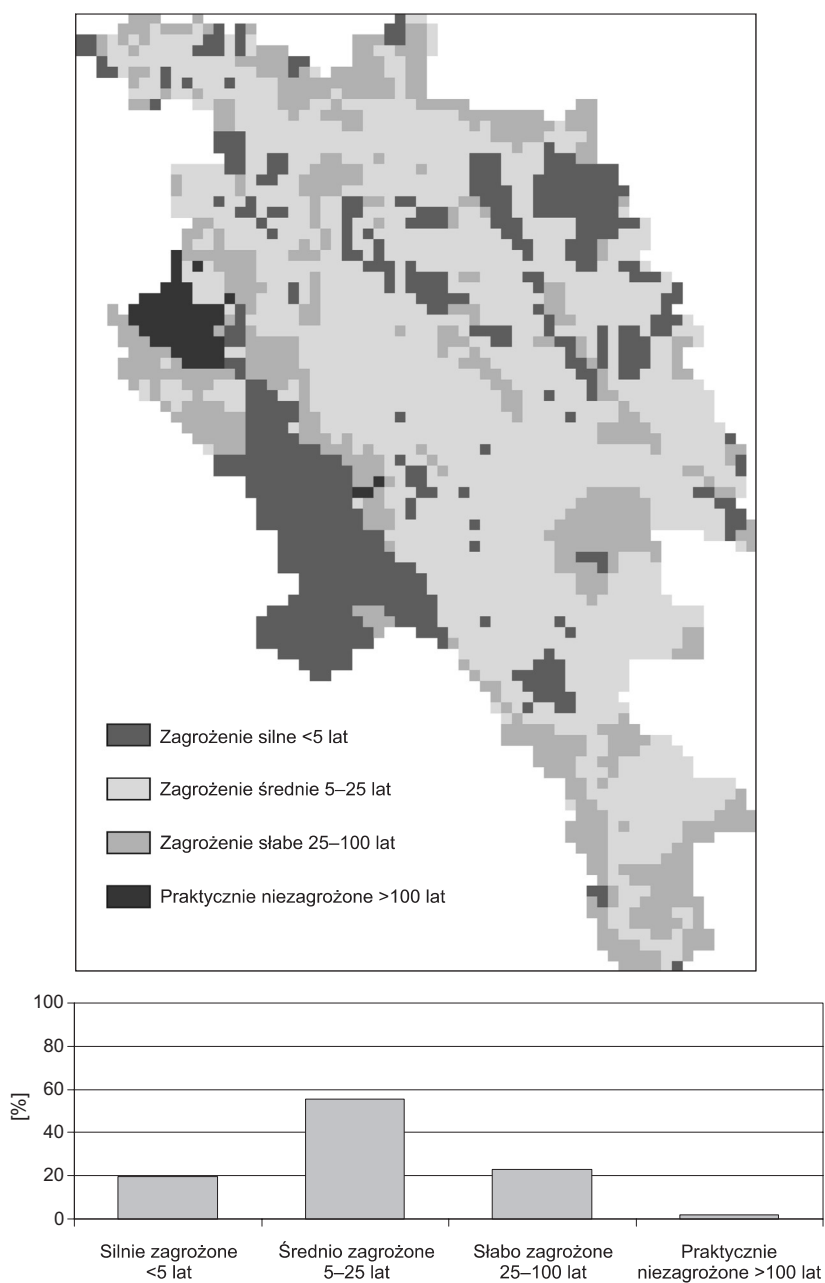 Zagrożenie silne <5 lat
Zagrożenie średnie 5–25 lat
Zagrożenie słabe 25–100 lat
Praktycznie niezagrożone >100 lat
100
80
60
40
20
0
[%]
Silnie zagrożone
<5 lat
Średnio zagrożone
5–25 lat
Słabo zagrożone
25–100 lat
Praktycznie
niezagrożone >100 lat